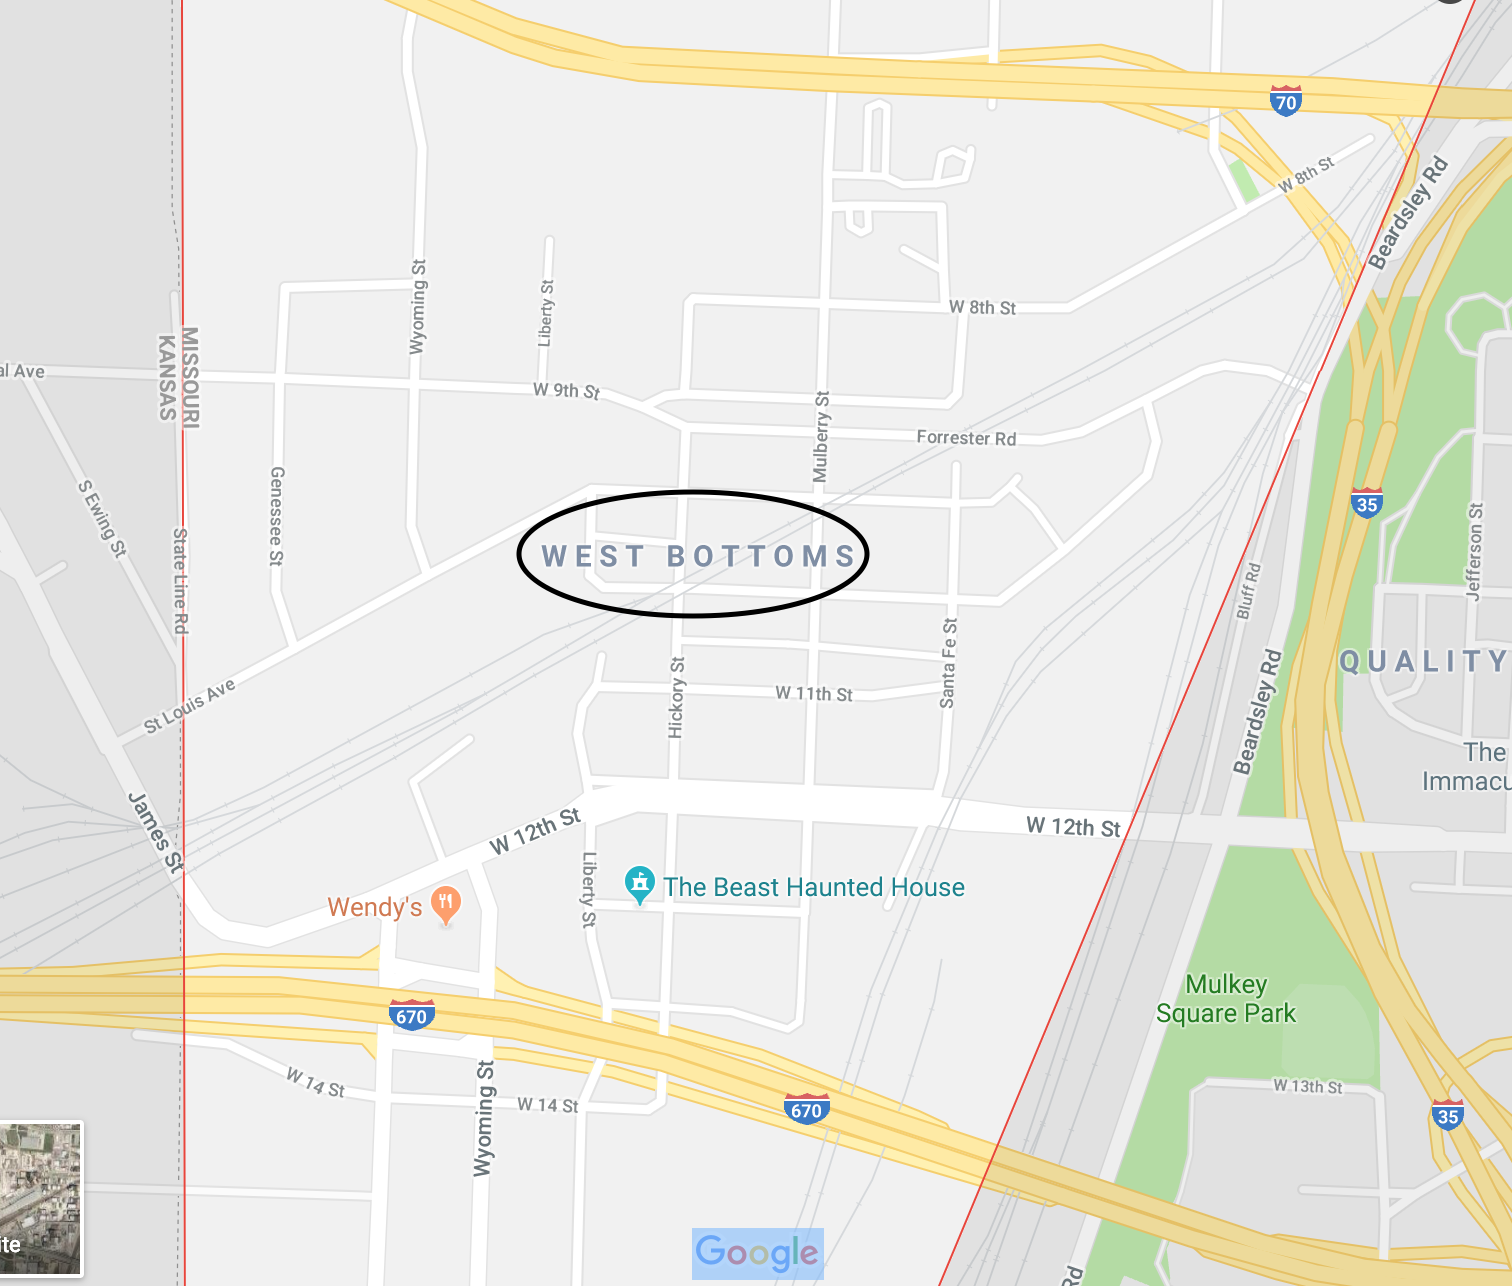 70
Beardsley Rd
W 8th St
Wyoming St
Liberty St
W 8th St
MISSOURI
KANSAS
al Ave
W 9th St
Mulberry St
Forrester Rd
Genessee St
S Ewing St
State Line Rd
35
Jefferson St
WEST BOTTOMS
Bluff Rd
Santa Fe St
Hickory St
W 11th St
Beardsley Rd
QUALITY
St Louis Ave
The
Immacu
James St
W 12th St
W 12th St
Liberty St
The Beast Haunted House
Wendy's
Mulkey
Square Park
670
W 14 St
W 14 St
Wyoming St
670
W 13th St
35
ite
Google
Rd